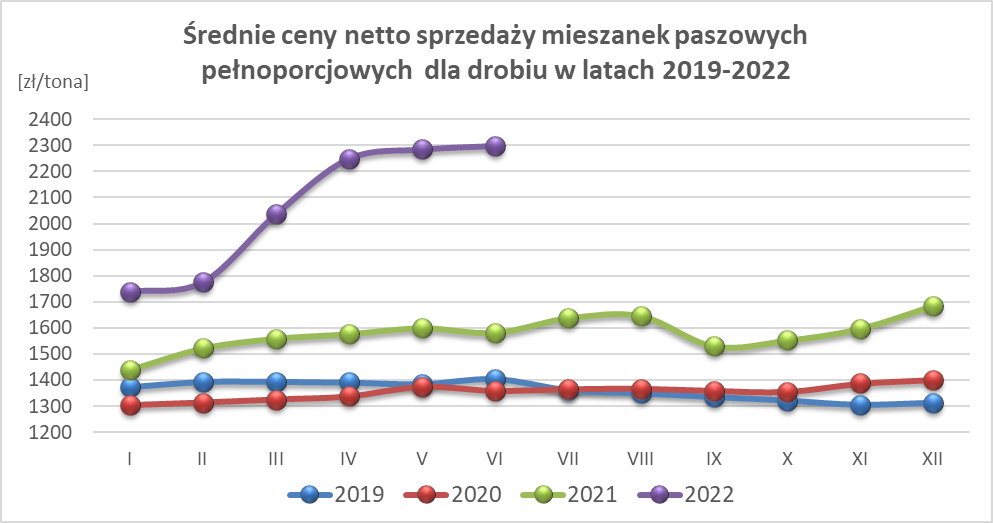 Średnie ceny netto sprzedaży mieszanek paszowych
pełnoporcjowych dla drobiu w latach 2019-2022
[zł/tona]
2400
2300
2200
2100
2000
1900
1800
1700
1600
1500
1400
1300
1200
I II III IV V VI VII VIII IX X XI XII
2019 2020 2021 2022